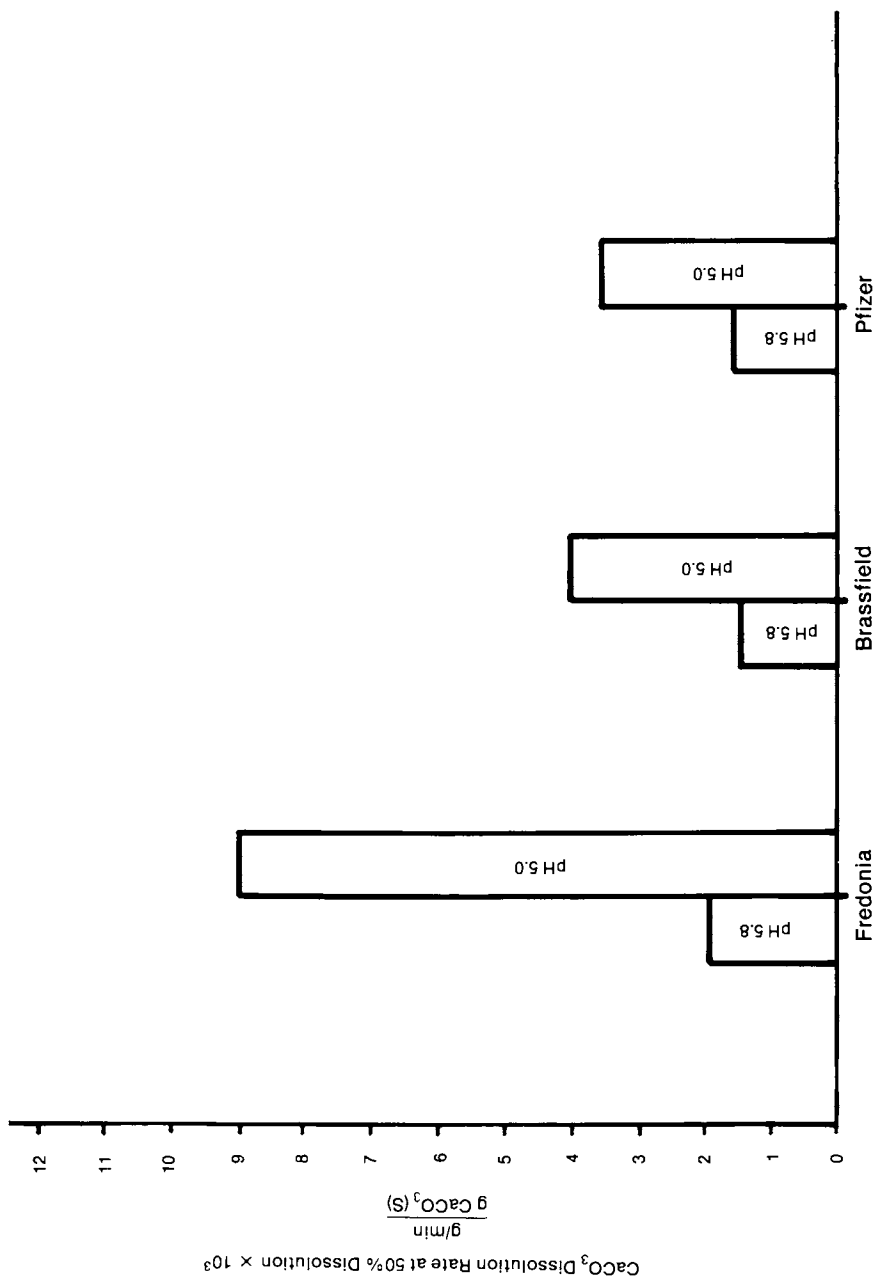 CaCO₃ Dissolution Rate at 50% Dissolution × 10³
g/min
g CaCO₃(S)
12
11
10
9
8
7
6
5
4
3
2
1
0
pH 5.8
pH 5.0
Fredonia
pH 5.8
pH 5.0
Brassfield
pH 5.8
pH 5.0
Pfizer